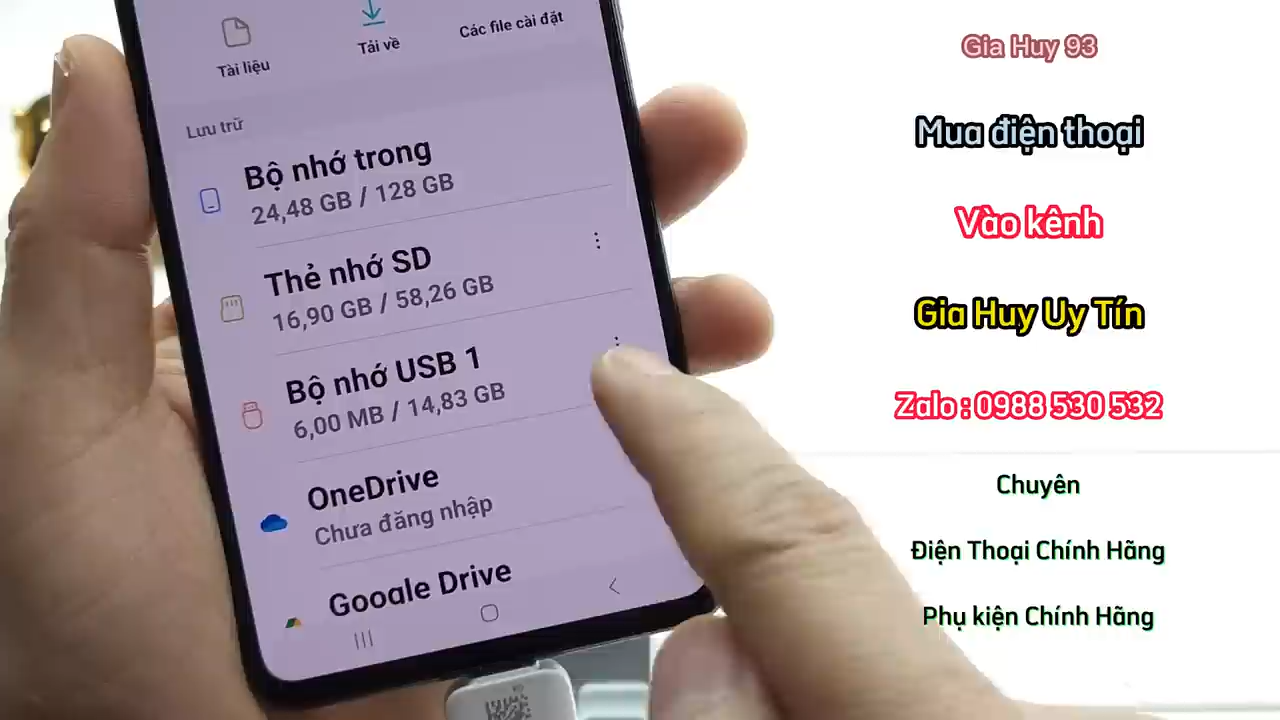 Tài liệu
Tải về
Các file cài đặt
Lưu trữ
Bộ nhớ trong
24,48 GB / 128 GB
Thẻ nhớ SD
16,90 GB / 58,26 GB
Bộ nhớ USB 1
6,00 MB / 14,83 GB
OneDrive
Chưa đăng nhập
Google Drive
Gia Huy 93
Mua điện thoại
Vào kênh
Gia Huy Uy Tín
Zalo : 0988 530 532
Chuyên
Điện Thoại Chính Hãng
Phụ kiện Chính Hãng